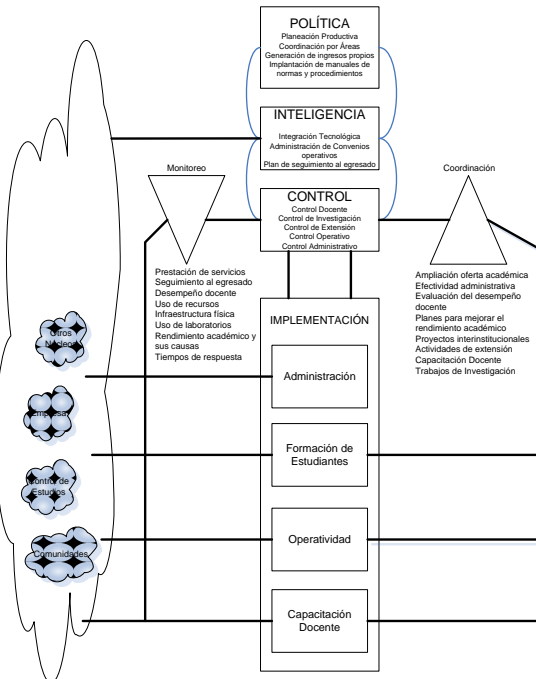 POLÍTICA
Planeación Productiva
Coordinación por Áreas
Generación de ingresos propios
Implantación de manuales de
normas y procedimientos
INTELIGENCIA
Integración Tecnológica
Administración de Convenios
operativos
Plan de seguimiento al egresado
Monitoreo
CONTROL
Control Docente
Control de Investigación
Control de Extensión
Control Operativo
Control Administrativo
Coordinación
Prestación de servicios
Seguimiento al egresado
Desempeño docente
Uso de recursos
Infraestructura física
Uso de laboratorios
Rendimiento académico y
sus causas
Tiempos de respuesta
Ampliación oferta académica
Efectividad administrativa
Evaluación del desempeño
docente
Planes para mejorar el
rendimiento académico
Proyectos interinstitucionales
Actividades de extensión
Capacitación Docente
Trabajos de Investigación
IMPLEMENTACIÓN
Administración
Formación de
Estudiantes
Operatividad
Capacitación
Docente
Otros
Núcleos
Empresa
Control de
Estudios
Comunidades